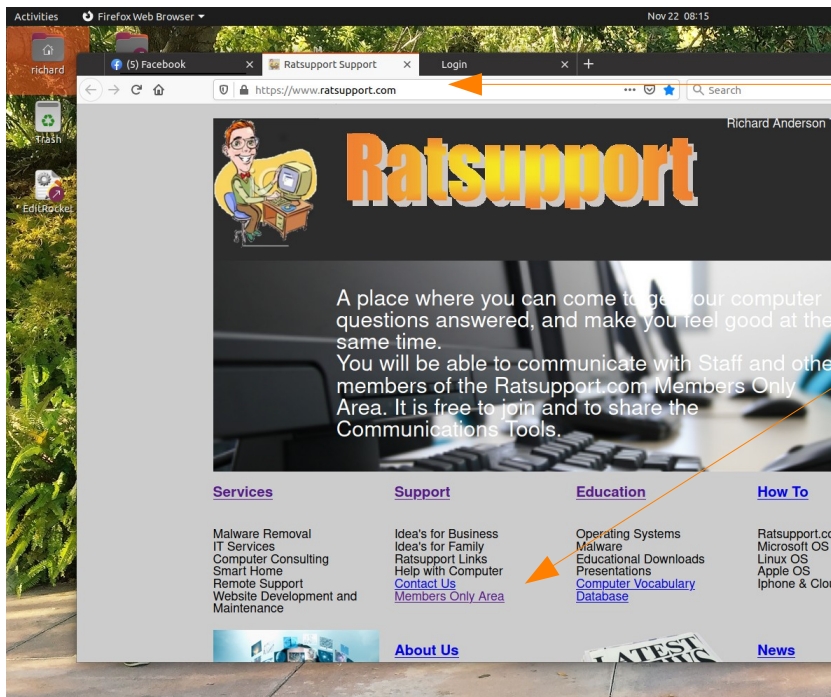 Activities
Firefox Web Browser
Nov 22 08:15
richard
(5) Facebook
Ratsupport Support
Login
https://www.ratsupport.com
Search
Trash
EditRocket
Richard Anderson
Ratsupport
A place where you can come to get your computer
questions answered, and make you feel good at the
same time.
You will be able to communicate with Staff and othe
members of the Ratsupport.com Members Only
Area. It is free to join and to share the
Communications Tools.
Services
Support
Education
How To
Malware Removal
IT Services
Computer Consulting
Smart Home
Remote Support
Website Development and
Maintenance
Idea's for Business
Idea's for Family
Ratsupport Links
Help with Computer
Contact Us
Members Only Area
Operating Systems
Malware
Educational Downloads
Presentations
Computer Vocabulary
Database
Ratsupport.co
Microsoft OS
Linux OS
Apple OS
Iphone & Clou
About Us
LATEST
News